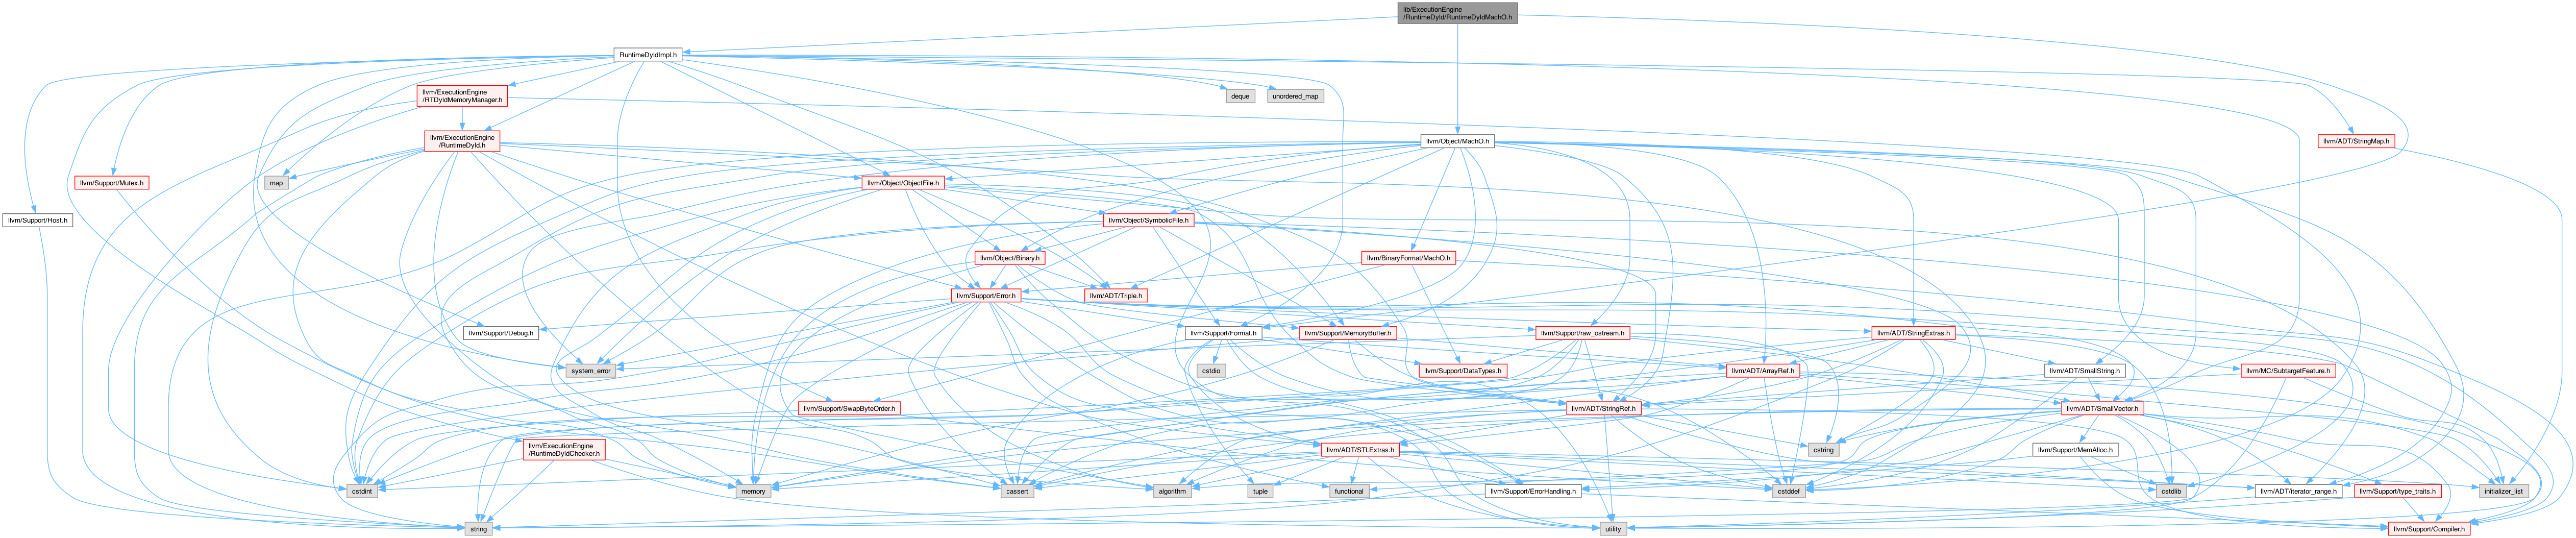 lib/ExecutionEngine
/RuntimeDyld/RuntimeDyldMachO.h
RuntimeDyldImpl.h
llvm/ExecutionEngine
/RTDyldMemoryManager.h
deque
unordered_map
llvm/ExecutionEngine
/RuntimeDyld.h
llvm/Object/MachO.h
llvm/ADT/StringMap.h
llvm/Support/Mutex.h
map
llvm/Object/ObjectFile.h
llvm/Support/Host.h
llvm/Object/SymbolicFile.h
llvm/Object/Binary.h
llvm/BinaryFormat/MachO.h
llvm/Support/Error.h
llvm/ADT/Triple.h
llvm/Support/Debug.h
llvm/Support/Format.h
llvm/Support/MemoryBuffer.h
llvm/Support/raw_ostream.h
llvm/ADT/StringExtras.h
system_error
cstdio
llvm/Support/DataTypes.h
llvm/ADT/ArrayRef.h
llvm/ADT/SmallString.h
llvm/MC/SubtargetFeature.h
llvm/Support/SwapByteOrder.h
llvm/ADT/StringRef.h
llvm/ADT/SmallVector.h
llvm/ExecutionEngine
/RuntimeDyldChecker.h
llvm/ADT/STLExtras.h
cstring
llvm/Support/MemAlloc.h
cstdint
memory
cassert
algorithm
tuple
functional
llvm/Support/ErrorHandling.h
cstddef
cstdlib
llvm/ADT/iterator_range.h
llvm/Support/type_traits.h
initializer_list
string
utility
llvm/Support/Compiler.h